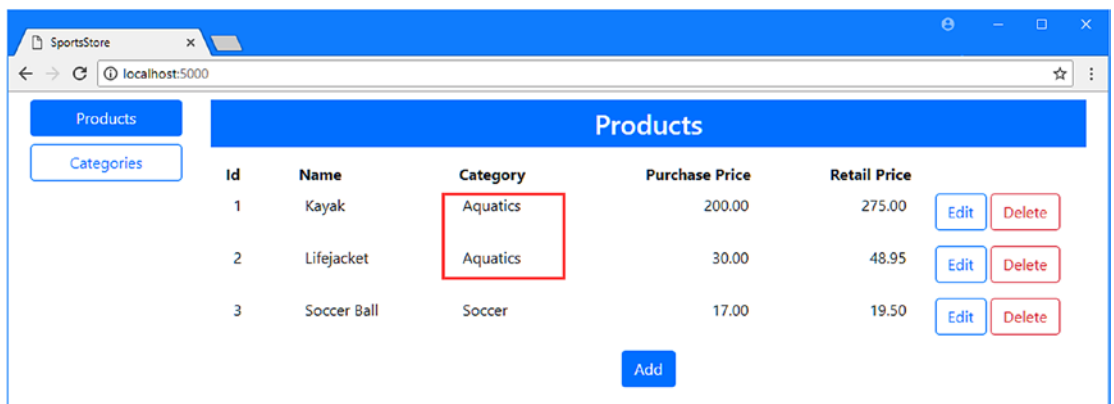 SportsStore
localhost:5000
Products
Products
Categories
Id Name Category Purchase Price Retail Price
1 Kayak Aquatics 200.00 275.00 Edit Delete
2 Lifejacket Aquatics 30.00 48.95 Edit Delete
3 Soccer Ball Soccer 17.00 19.50 Edit Delete
Add